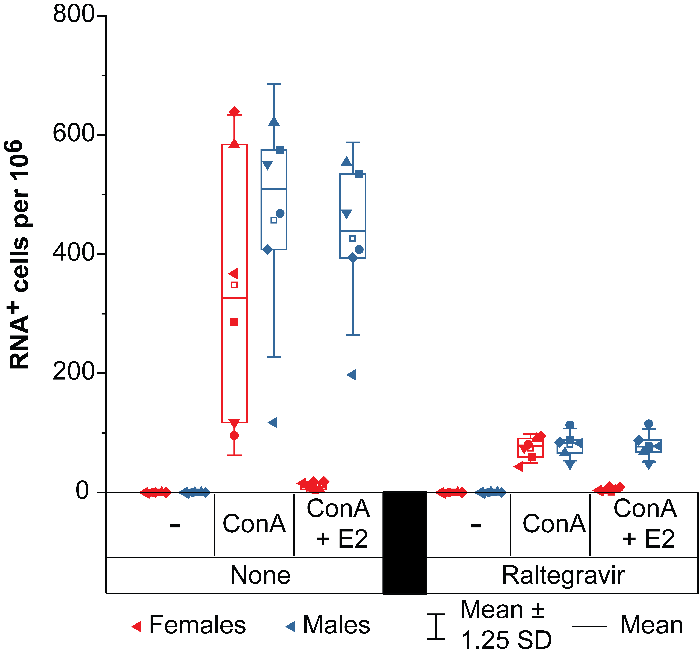 RNA+ cells per 106
800
600
400
200
0
- ConA ConA + E2 - ConA ConA + E2
None Raltegravir
Females Males Mean ± 1.25 SD Mean